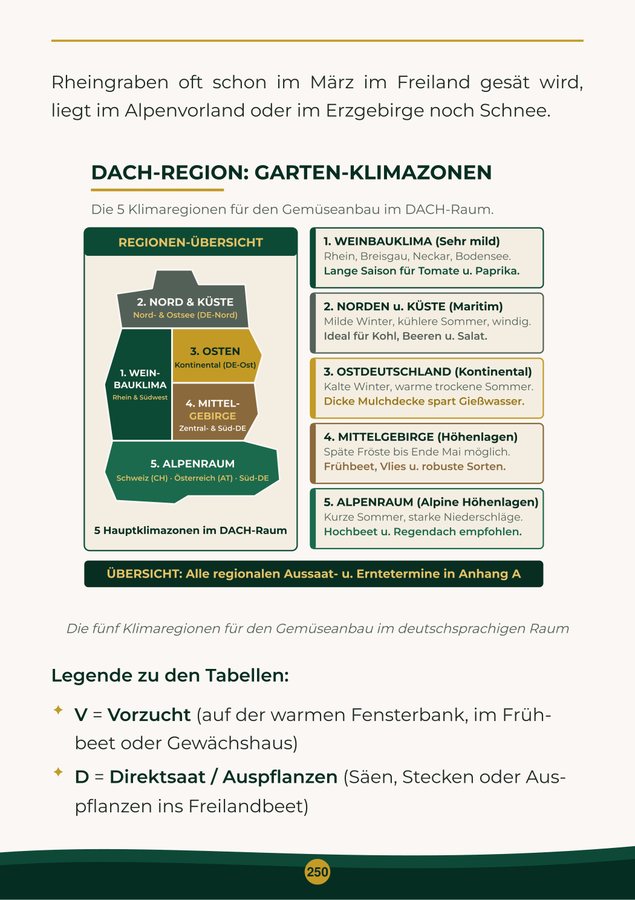 Rheingraben oft schon im März im Freiland gesät wird,
liegt im Alpenvorland oder im Erzgebirge noch Schnee.
DACH-REGION: GARTEN-KLIMAZONEN
Die 5 Klimaregionen für den Gemüseanbau im DACH-Raum.
REGIONEN-ÜBERSICHT
2. NORD & KÜSTE
Nord- & Ostsee (DE-Nord)
1. WEIN-
BAUKLIMA
Rhein & Südwest
3. OSTEN
Kontinental (DE-Ost)
4. MITTEL-
GEBIRGE
Zentral- & Süd-DE
5. ALPENRAUM
Schweiz (CH) · Österreich (AT) · Süd-DE
5 Hauptklimazonen im DACH-Raum
1. WEINBAUKLIMA (Sehr mild)
Rhein, Breisgau, Neckar, Bodensee.
Lange Saison für Tomate u. Paprika.
2. NORDEN u. KÜSTE (Maritim)
Milde Winter, kühlere Sommer, windig.
Ideal für Kohl, Beeren u. Salat.
3. OSTDEUTSCHLAND (Kontinental)
Kalte Winter, warme trockene Sommer.
Dicke Mulchdecke spart Gießwasser.
4. MITTELGEBIRGE (Höhenlagen)
Späte Fröste bis Ende Mai möglich.
Frühbeet, Vlies u. robuste Sorten.
5. ALPENRAUM (Alpine Höhenlagen)
Kurze Sommer, starke Niederschläge.
Hochbeet u. Regendach empfohlen.
ÜBERSICHT: Alle regionalen Aussaat- u. Erntetermine in Anhang A
Die fünf Klimaregionen für den Gemüseanbau im deutschsprachigen Raum
Legende zu den Tabellen:
✦ V = Vorzucht (auf der warmen Fensterbank, im Früh-
beet oder Gewächshaus)
✦ D = Direktsaat / Auspflanzen (Säen, Stecken oder Aus-
pflanzen ins Freilandbeet)
250